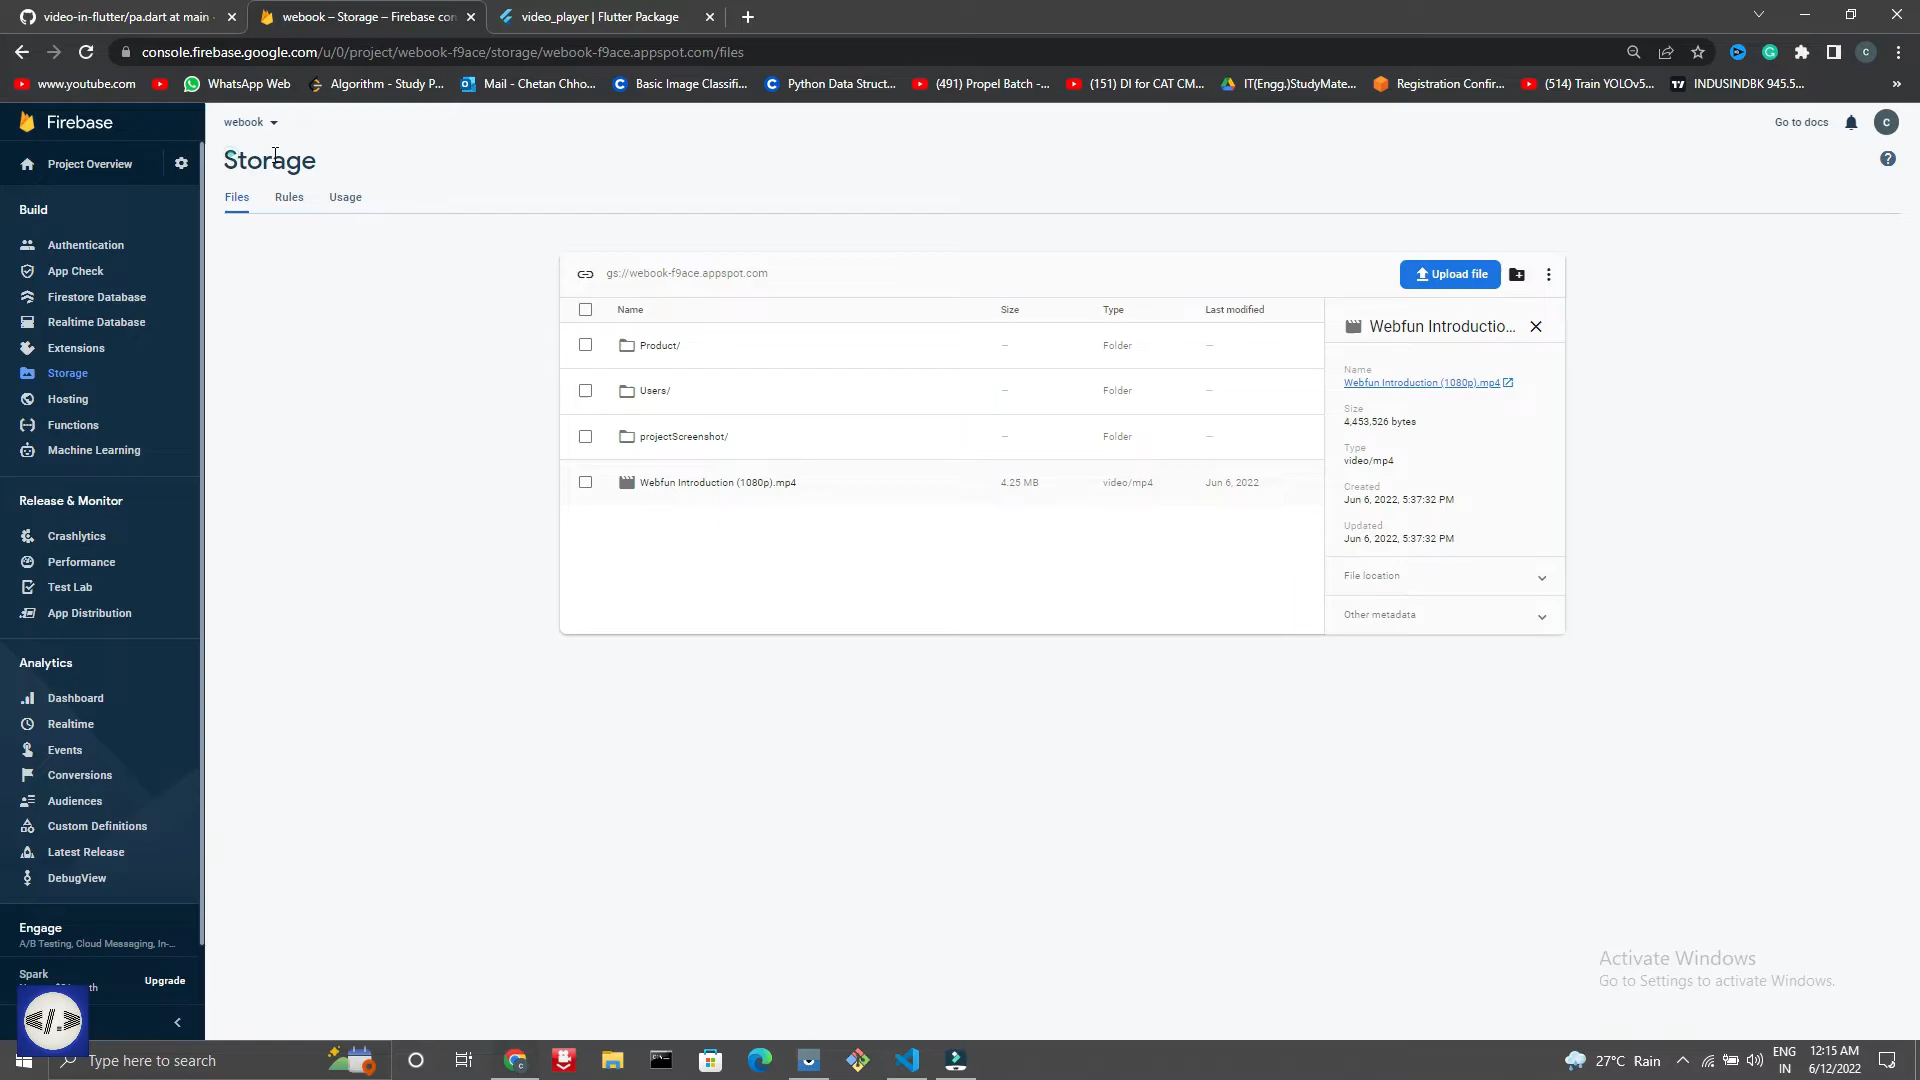 video-in-flutter/pa.dart at main
webook – Storage – Firebase con
video_player | Flutter Package
console.firebase.google.com/u/0/project/webook-f9ace/storage/webook-f9ace.appspot.com/files
www.youtube.com
WhatsApp Web
Algorithm - Study P...
Mail - Chetan Chho...
Basic Image Classifi...
Python Data Struct...
(491) Propel Batch -...
(151) DI for CAT CM...
IT(Engg.)StudyMate...
Registration Confir...
(514) Train YOLOv5...
INDUSINDBK 945.5...
»
Firebase
Project Overview
Build
Authentication
App Check
Firestore Database
Realtime Database
Extensions
Storage
Hosting
Functions
Machine Learning
Release & Monitor
Crashlytics
Performance
Test Lab
App Distribution
Analytics
Dashboard
Realtime
Events
Conversions
Audiences
Custom Definitions
Latest Release
DebugView
Engage
A/B Testing, Cloud Messaging, In-...
Spark
Upgrade
webook
Go to docs
C
Storage
Files
Rules
Usage
gs://webook-f9ace.appspot.com
Upload file
Name
Size
Type
Last modified
Product/
–
Folder
–
Users/
–
Folder
–
projectScreenshot/
–
Folder
–
Webfun Introduction (1080p).mp4
4.25 MB
video/mp4
Jun 6, 2022
Webfun Introductio...
Name
Webfun Introduction (1080p).mp4
Size
4,453,526 bytes
Type
video/mp4
Created
Jun 6, 2022, 5:37:32 PM
Updated
Jun 6, 2022, 5:37:32 PM
File location
Other metadata
Activate Windows
Go to Settings to activate Windows.
</.>
Type here to search
27°C Rain
ENG
IN
12:15 AM
6/12/2022